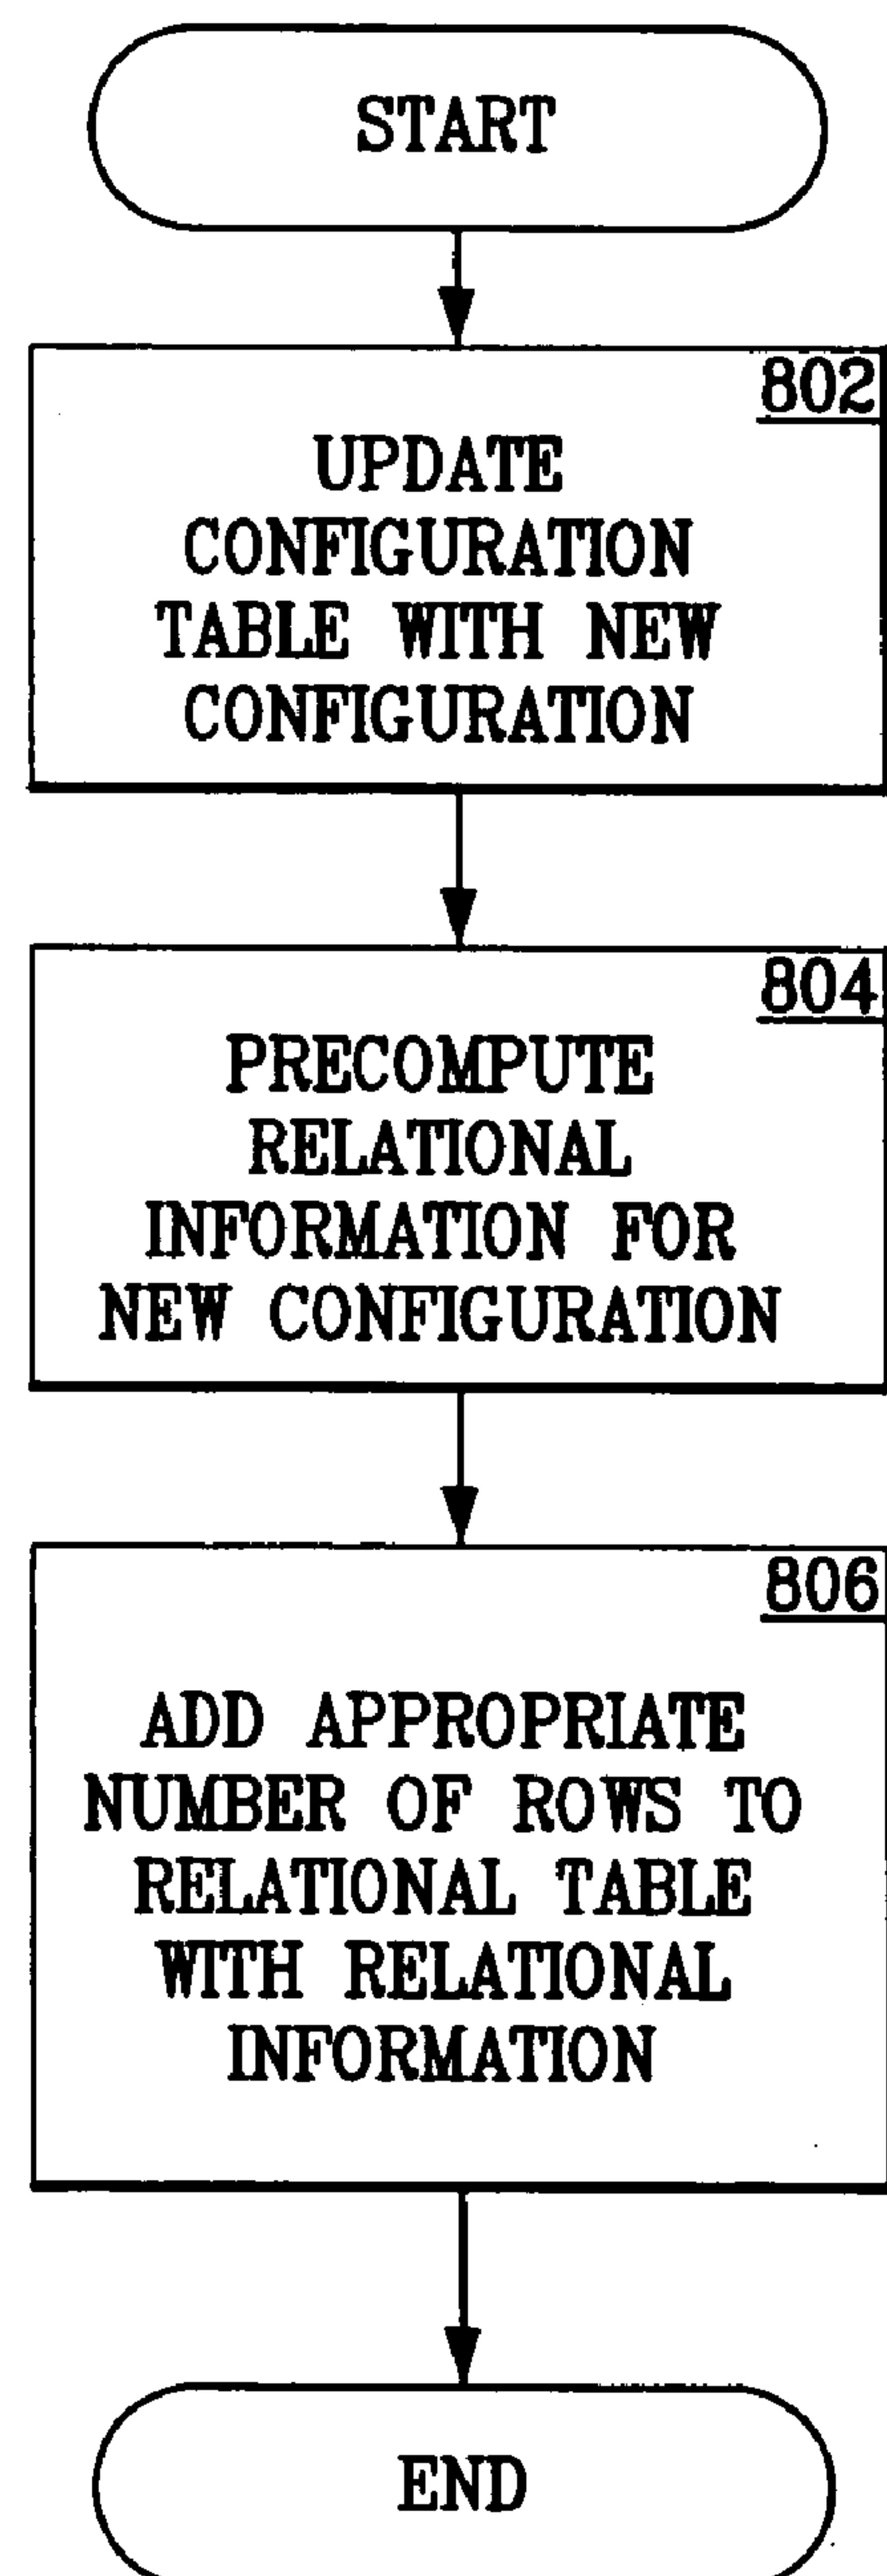 START
802
UPDATE
CONFIGURATION
TABLE WITH NEW
CONFIGURATION
804
PRECOMPUTE
RELATIONAL
INFORMATION FOR
NEW CONFIGURATION
806
ADD APPROPRIATE
NUMBER OF ROWS TO
RELATIONAL TABLE
WITH RELATIONAL
INFORMATION
END